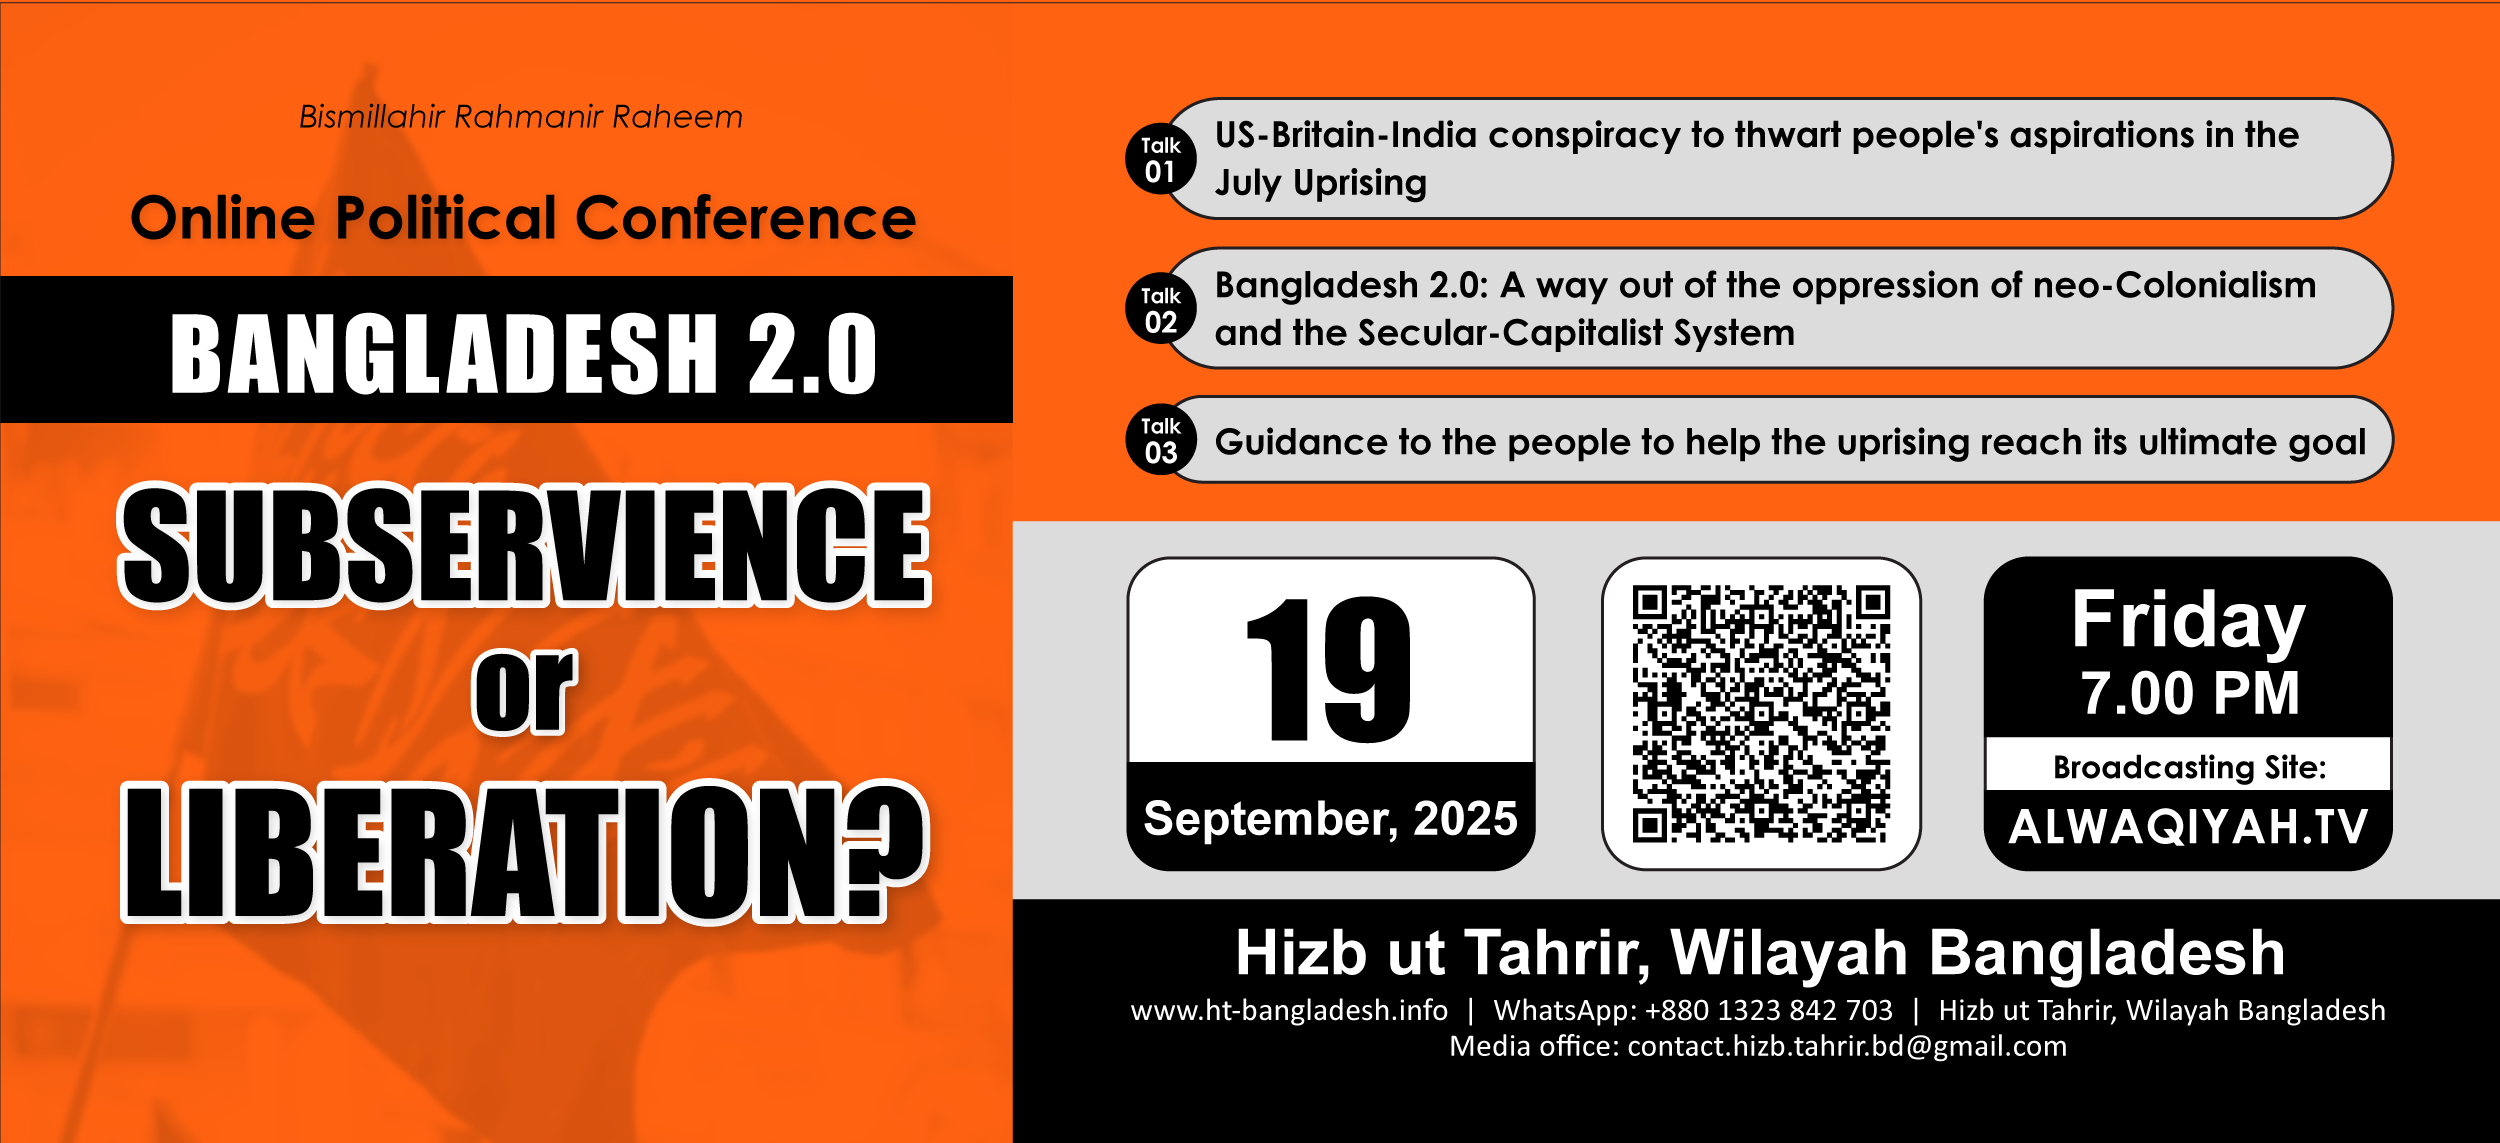 Bismillahir Rahmanir Raheem
Online Political Conference
BANGLADESH 2.0
SUBSERVIENCE
or
LIBERATION?
Talk
01
US-Britain-India conspiracy to thwart people's aspirations in the
July Uprising
Talk
02
Bangladesh 2.0: A way out of the oppression of neo-Colonialism
and the Secular-Capitalist System
Talk
03
Guidance to the people to help the uprising reach its ultimate goal
19
September, 2025
Friday
7.00 PM
Broadcasting Site:
ALWAQIYAH.TV
Hizb ut Tahrir, Wilayah Bangladesh
www.ht-bangladesh.info | WhatsApp: +880 1323 842 703 | Hizb ut Tahrir, Wilayah Bangladesh
Media office: contact.hizb.tahrir.bd@gmail.com